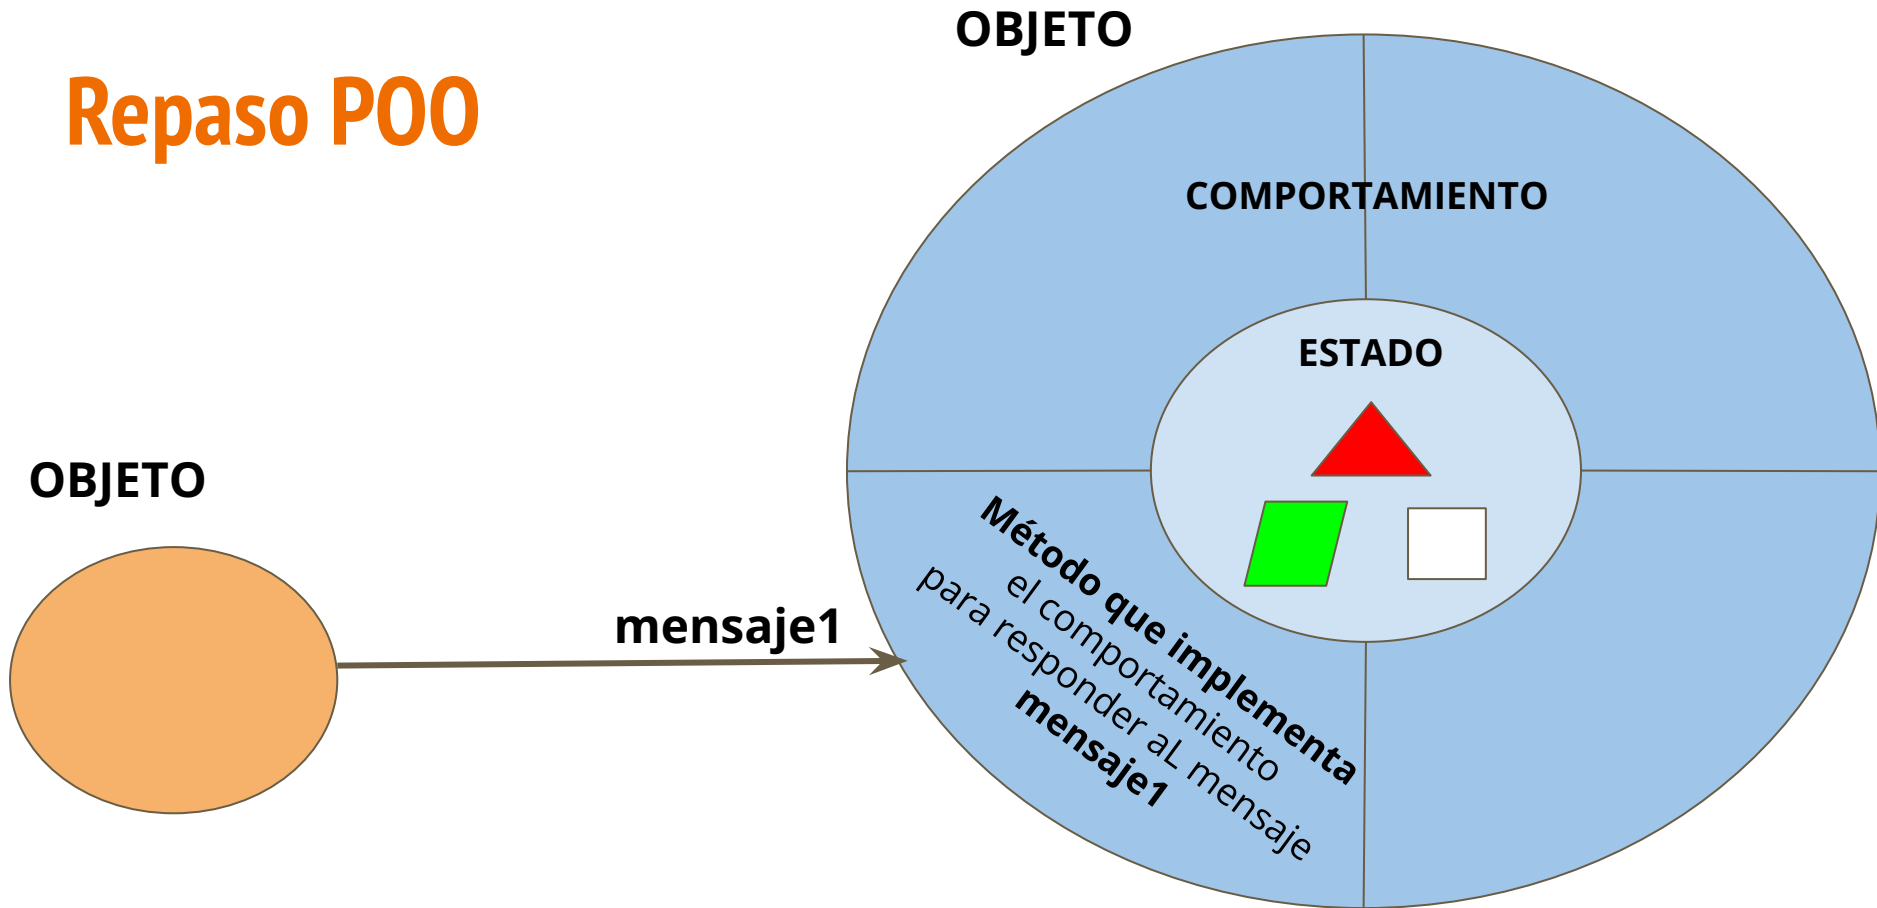 Repaso POO
OBJETO
COMPORTAMIENTO
ESTADO
OBJETO
mensaje1
Método que implementa
el comportamiento
para responder aL mensaje
mensaje1